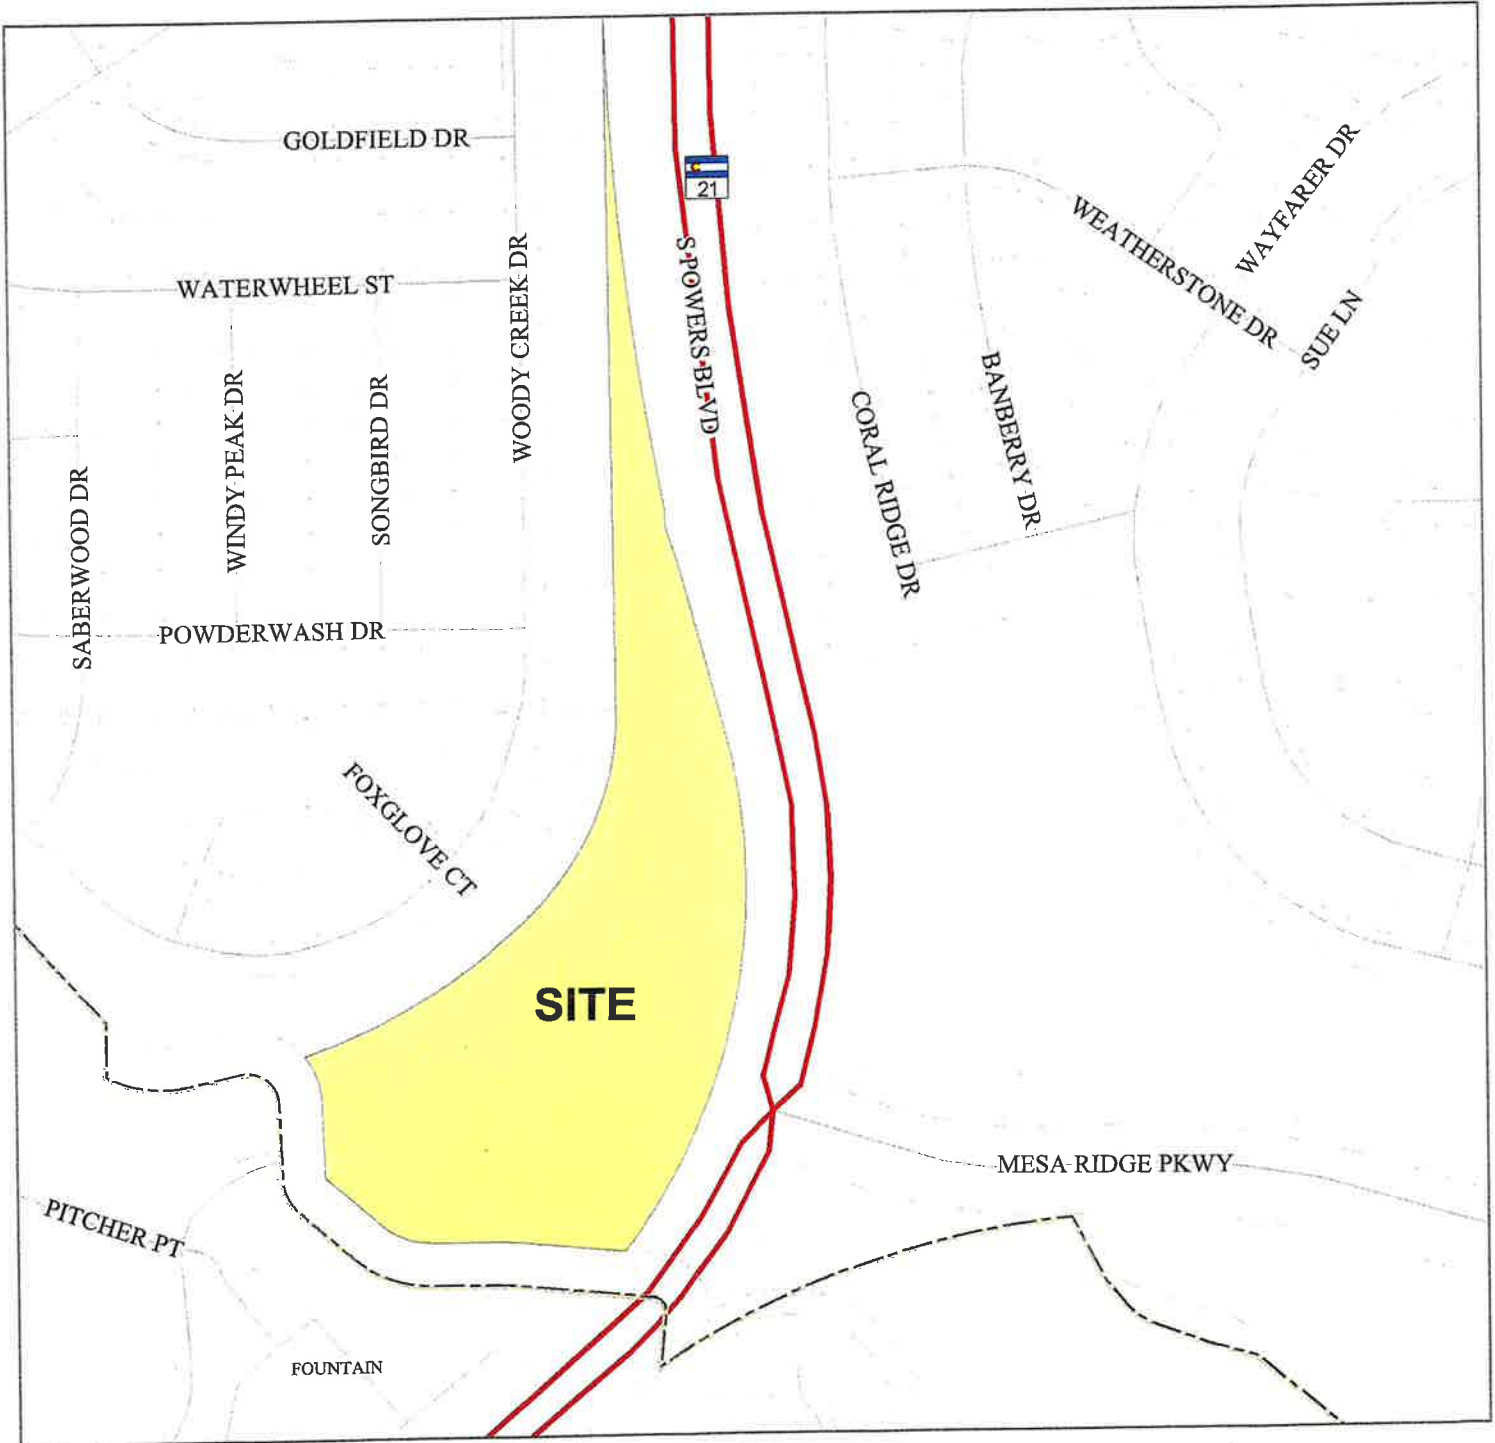 GOLDFIELD DR
21
WAYFARER DR
WEATHERSTONE DR
WATERWHEEL ST
WOODY CREEK DR
S POWERS BLVD
SUE LN
WINDY PEAK DR
SONGBIRD DR
BANBERRY DR
CORAL RIDGE DR
SABERWOOD DR
POWDERWASH DR
FOXGLOVE CT
SITE
MESA RIDGE PKWY
PITCHER PT
FOUNTAIN